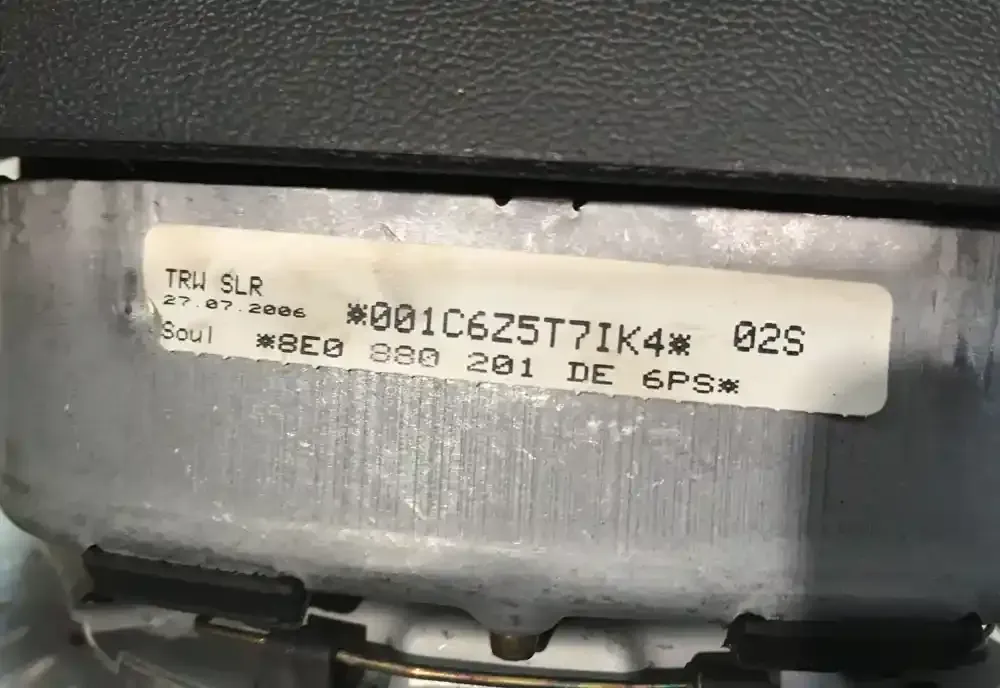 TRW SLR
27.07.2006 *001C6Z5T7IK4* 02S
Soul *8E0 880 201 DE 6PS*